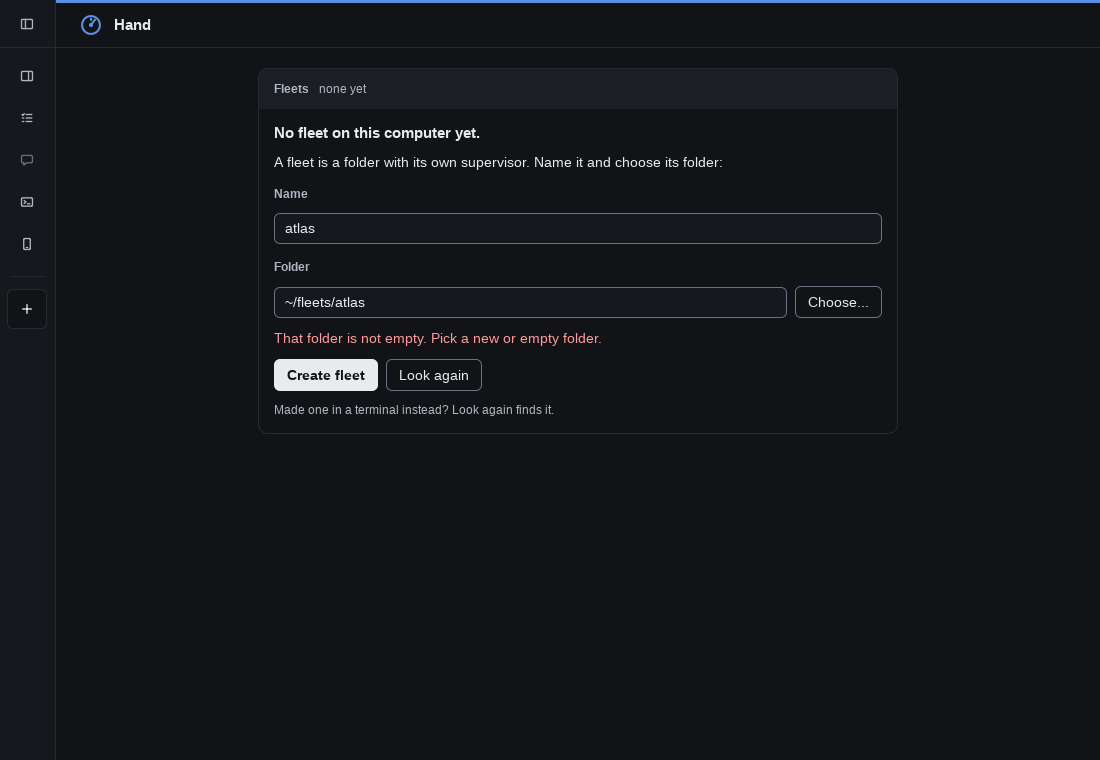 Hand
Fleets none yet
No fleet on this computer yet.
A fleet is a folder with its own supervisor. Name it and choose its folder:
Name
atlas
Folder
~/fleets/atlas Choose...
That folder is not empty. Pick a new or empty folder.
Create fleet Look again
Made one in a terminal instead? Look again finds it.